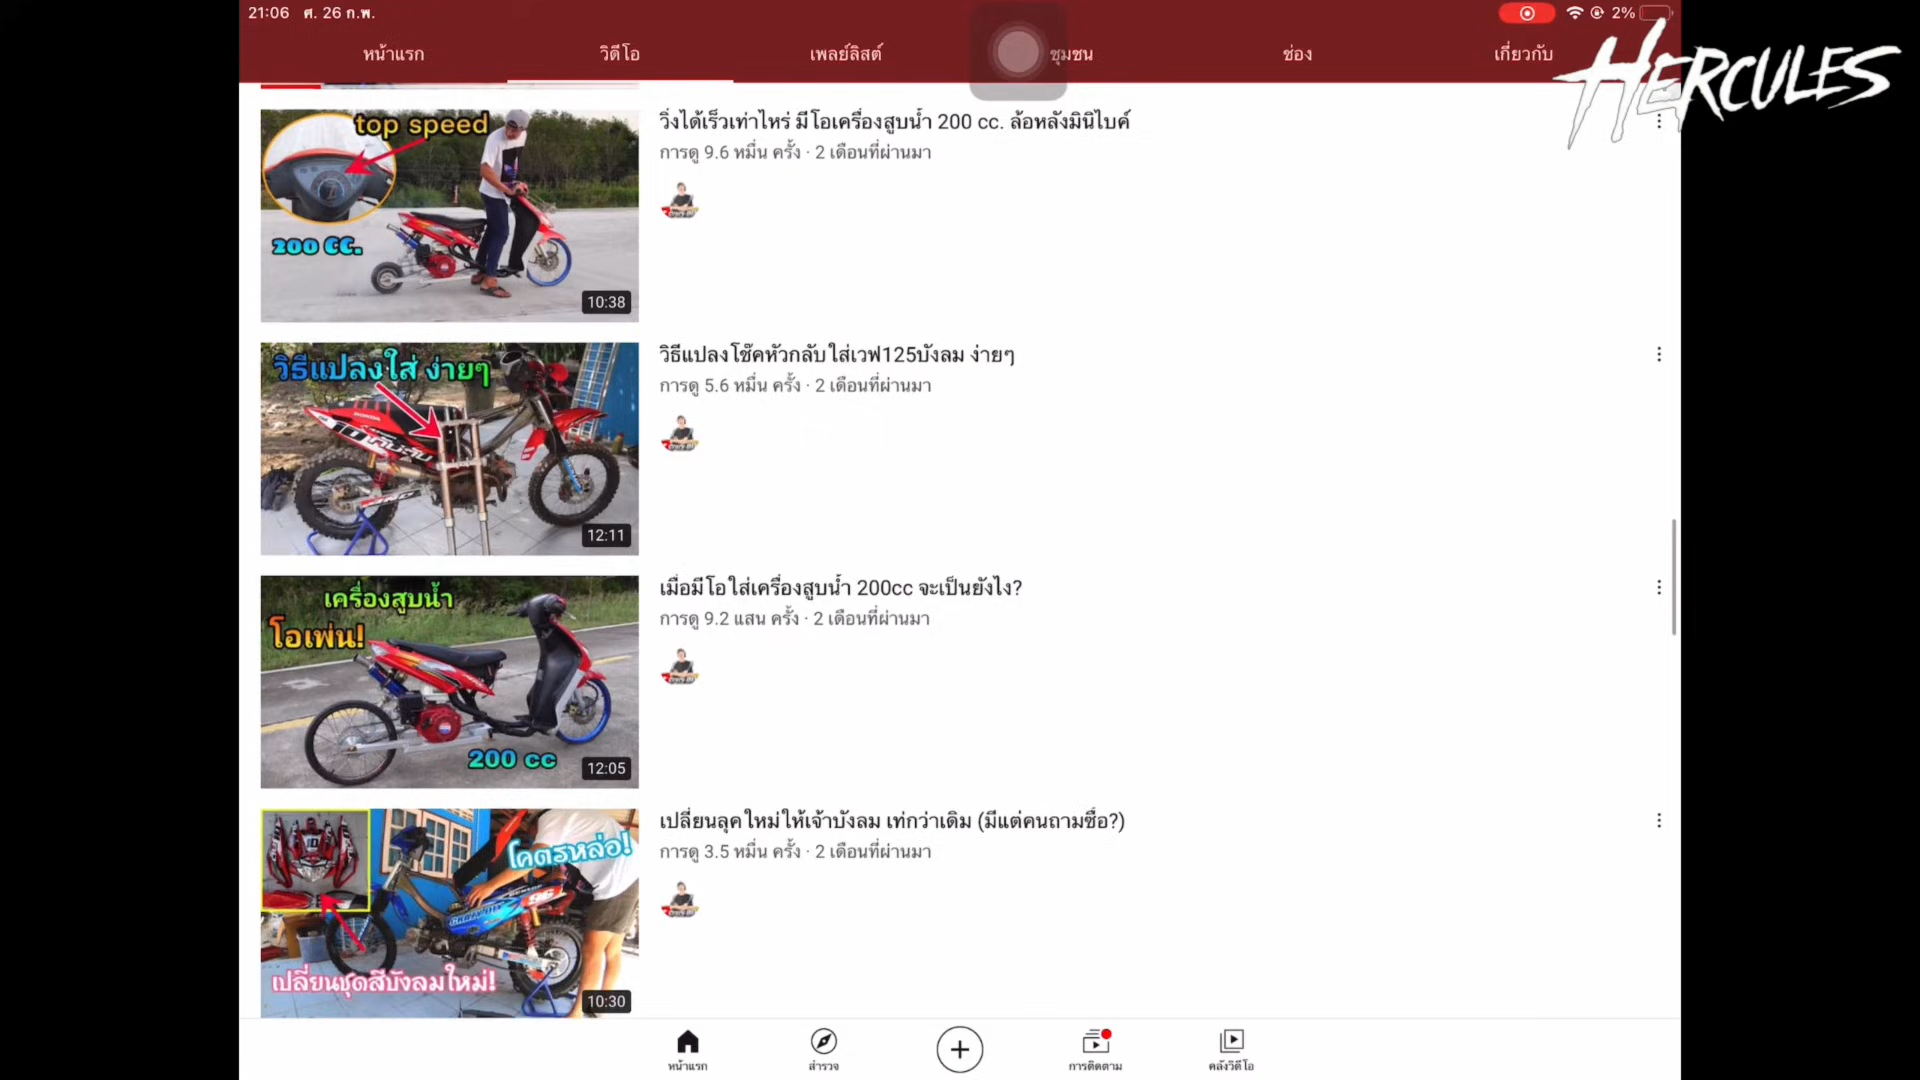 21:06 ศ. 26 ก.พ.
2%
หน้าแรก
วิดีโอ
เพลย์ลิสต์
ชุมชน
ช่อง
เกี่ยวกับ
HERCULES
top speed
200 CC.
10:38
วิ่งได้เร็วเท่าไหร่ มีโอเครื่องสูบน้ำ 200 cc. ล้อหลังมินิไบค์
การดู 9.6 หมื่น ครั้ง · 2 เดือนที่ผ่านมา
วิธีแปลงใส่ ง่ายๆ
12:11
วิธีแปลงโช๊คหัวกลับใส่เวฟ125บังลม ง่ายๆ
การดู 5.6 หมื่น ครั้ง · 2 เดือนที่ผ่านมา
เครื่องสูบน้ำ
โอเพ่น!
200 cc
12:05
เมื่อมีโอใส่เครื่องสูบน้ำ 200cc จะเป็นยังไง?
การดู 9.2 แสน ครั้ง · 2 เดือนที่ผ่านมา
โคตรหล่อ!
เปลี่ยนชุดสีบังลมใหม่!
10:30
เปลี่ยนลุคใหม่ให้เจ้าบังลม เท่กว่าเดิม (มีแต่คนถามชื่อ?)
การดู 3.5 หมื่น ครั้ง · 2 เดือนที่ผ่านมา
หน้าแรก
สำรวจ
การติดตาม
คลังวิดีโอ